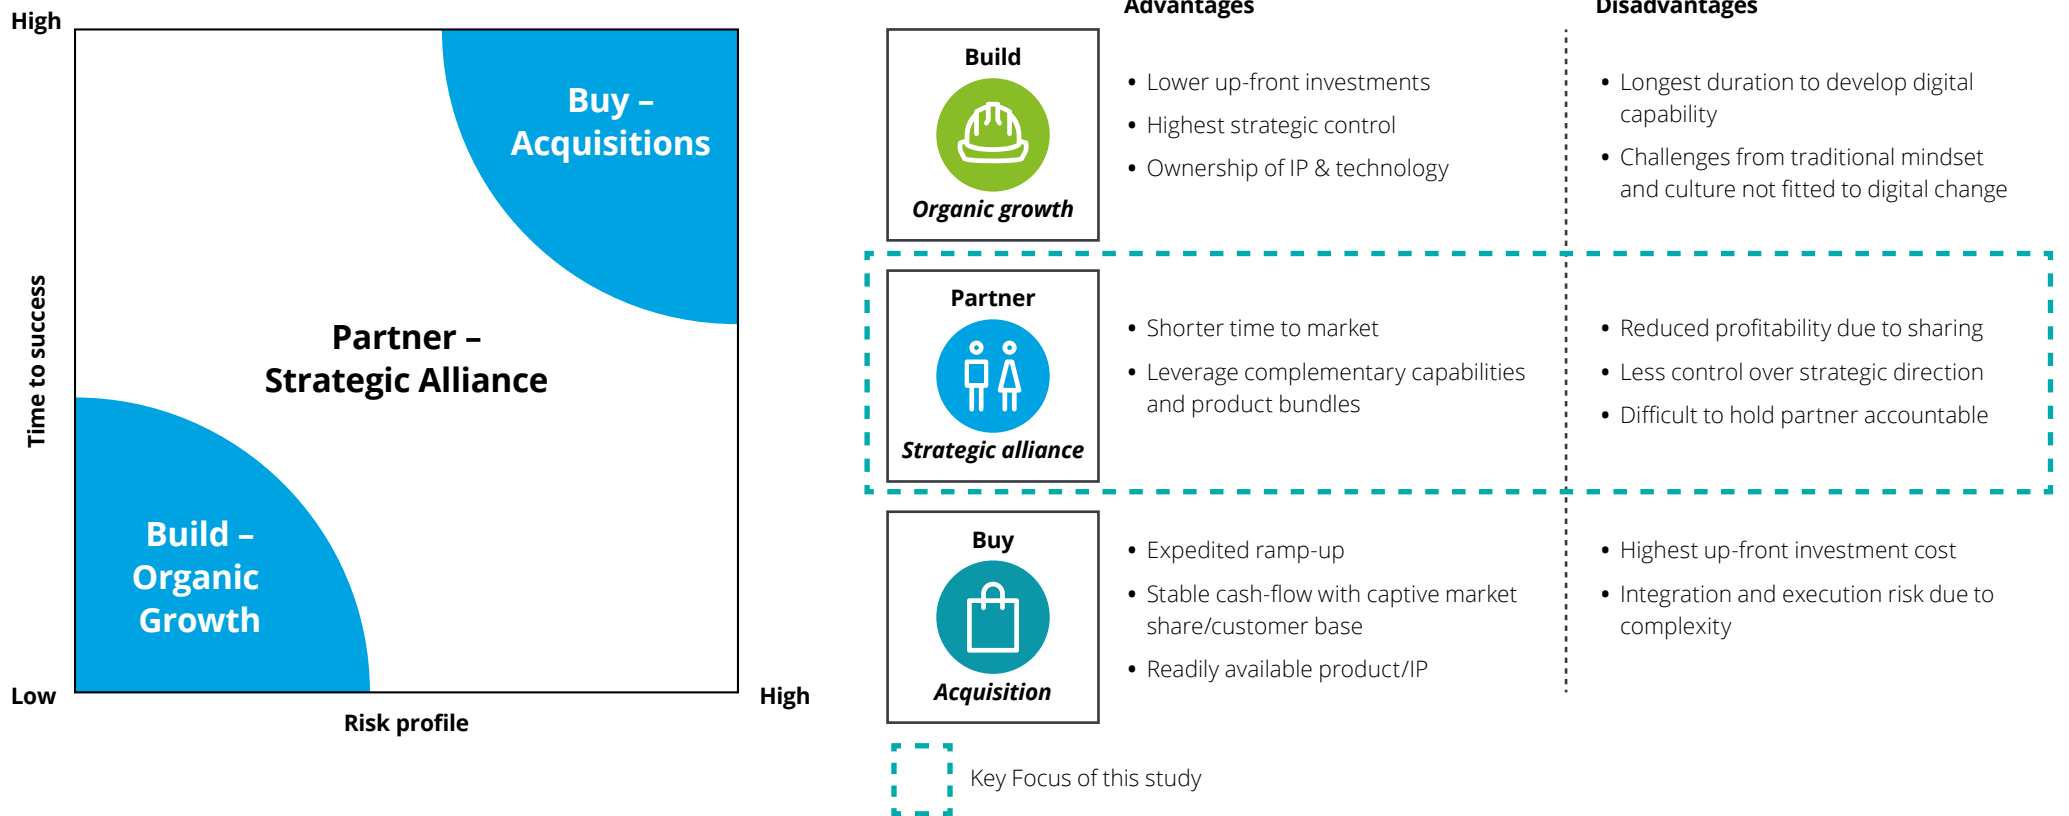 High
Buy –
Acquisitions
Time to success
Partner –
Strategic Alliance
Build –
Organic
Growth
Low
High
Risk profile
Advantages
Disadvantages
Build
Organic growth
• Lower up-front investments
• Highest strategic control
• Ownership of IP & technology
• Longest duration to develop digital
capability
• Challenges from traditional mindset
and culture not fitted to digital change
Partner
Strategic alliance
• Shorter time to market
• Leverage complementary capabilities
and product bundles
• Reduced profitability due to sharing
• Less control over strategic direction
• Difficult to hold partner accountable
Buy
Acquisition
• Expedited ramp-up
• Stable cash-flow with captive market
share/customer base
• Readily available product/IP
• Highest up-front investment cost
• Integration and execution risk due to
complexity
Key Focus of this study